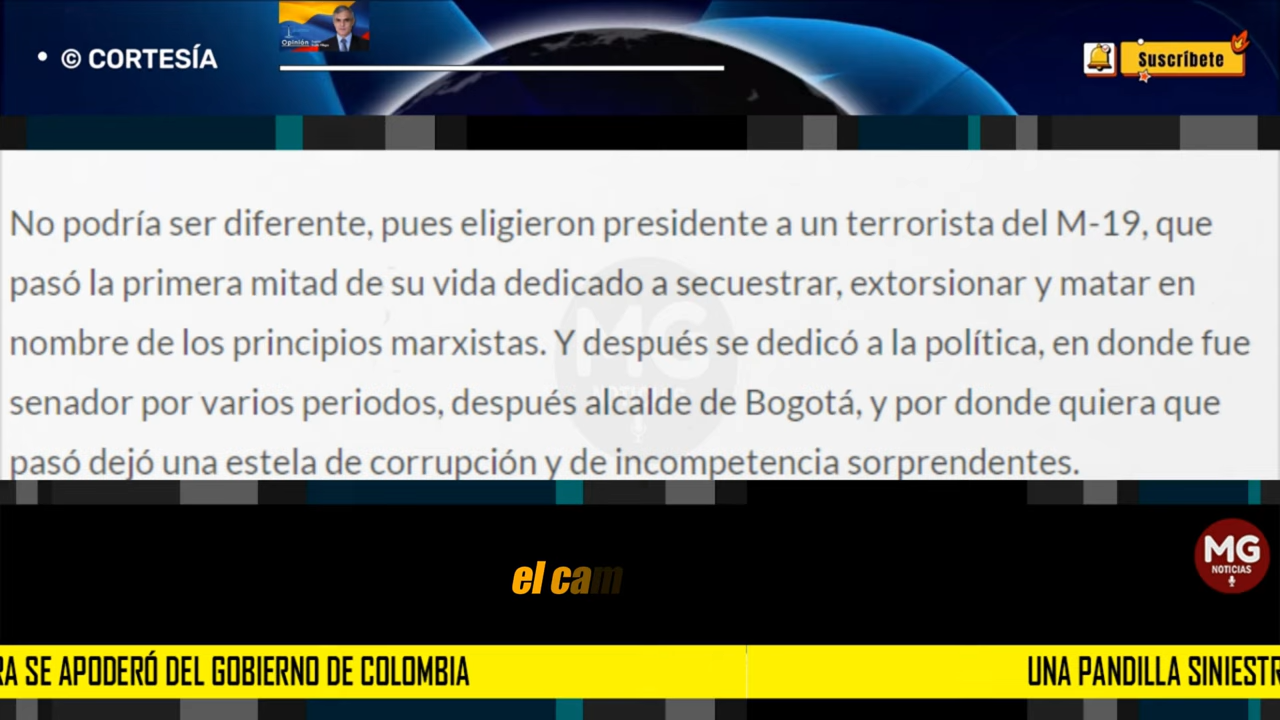 Opinión
• © CORTESÍA
Suscríbete
No podría ser diferente, pues eligieron presidente a un terrorista del M-19, que
pasó la primera mitad de su vida dedicado a secuestrar, extorsionar y matar en
nombre de los principios marxistas. Y después se dedicó a la política, en donde fue
senador por varios periodos, después alcalde de Bogotá, y por donde quiera que
pasó dejó una estela de corrupción y de incompetencia sorprendentes.
MG
NOTICIAS
el cam
RA SE APODERÓ DEL GOBIERNO DE COLOMBIA
UNA PANDILLA SINIESTR